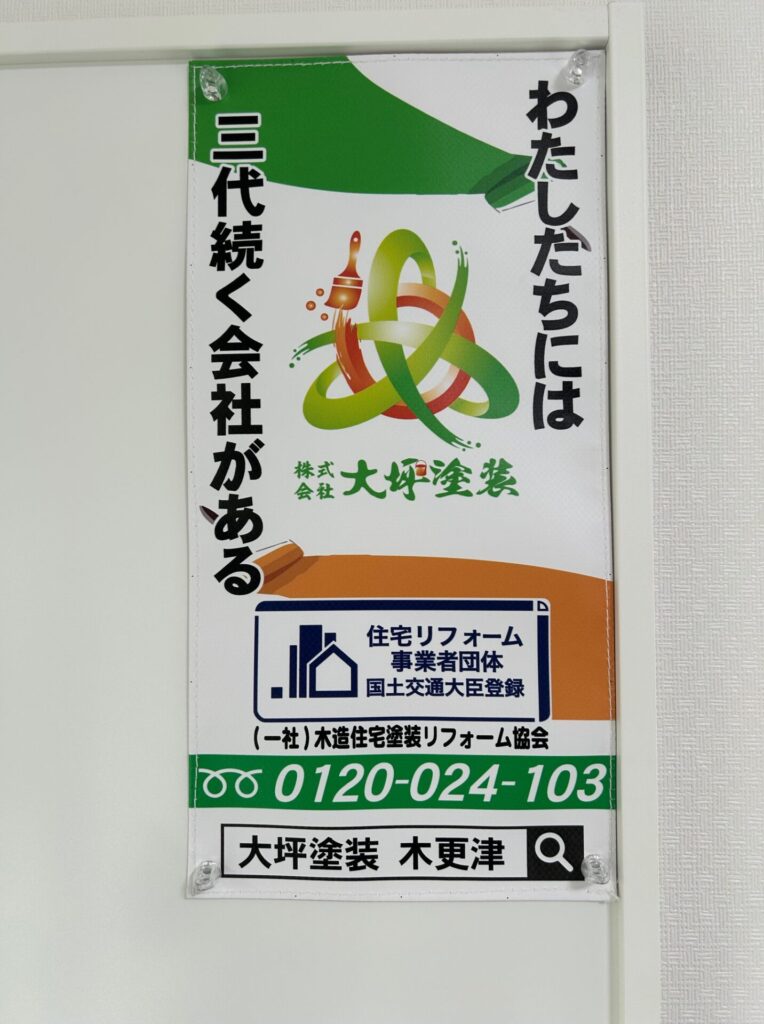 わたしたちには
三代続く会社がある
株式会社 大坪塗装
住宅リフォーム
事業者団体
国土交通大臣登録
(一社)木造住宅塗装リフォーム協会
0120-024-103
大坪塗装 木更津